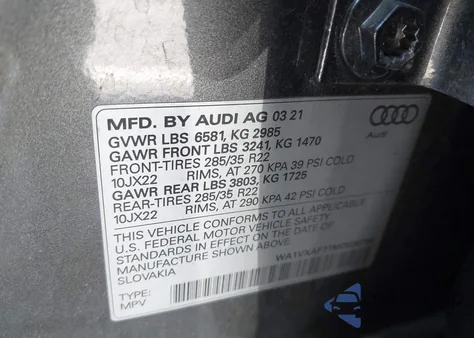 MFD. BY AUDI AG 03 21
GVWR LBS 6581, KG 2985
GAWR FRONT LBS 3241, KG 1470
FRONT-TIRES 285/35 R22
10JX22 RIMS, AT 270 KPA 39 PSI COLD
GAWR REAR LBS 3803, KG 1725
REAR-TIRES 285/35 R22
10JX22 RIMS, AT 290 KPA 42 PSI COLD
THIS VEHICLE CONFORMS TO ALL APPLICABLE
U.S. FEDERAL MOTOR VEHICLE SAFETY
STANDARDS IN EFFECT ON THE DATE OF
MANUFACTURE SHOWN ABOVE
SLOVAKIA
TYPE:
MPV
Audi